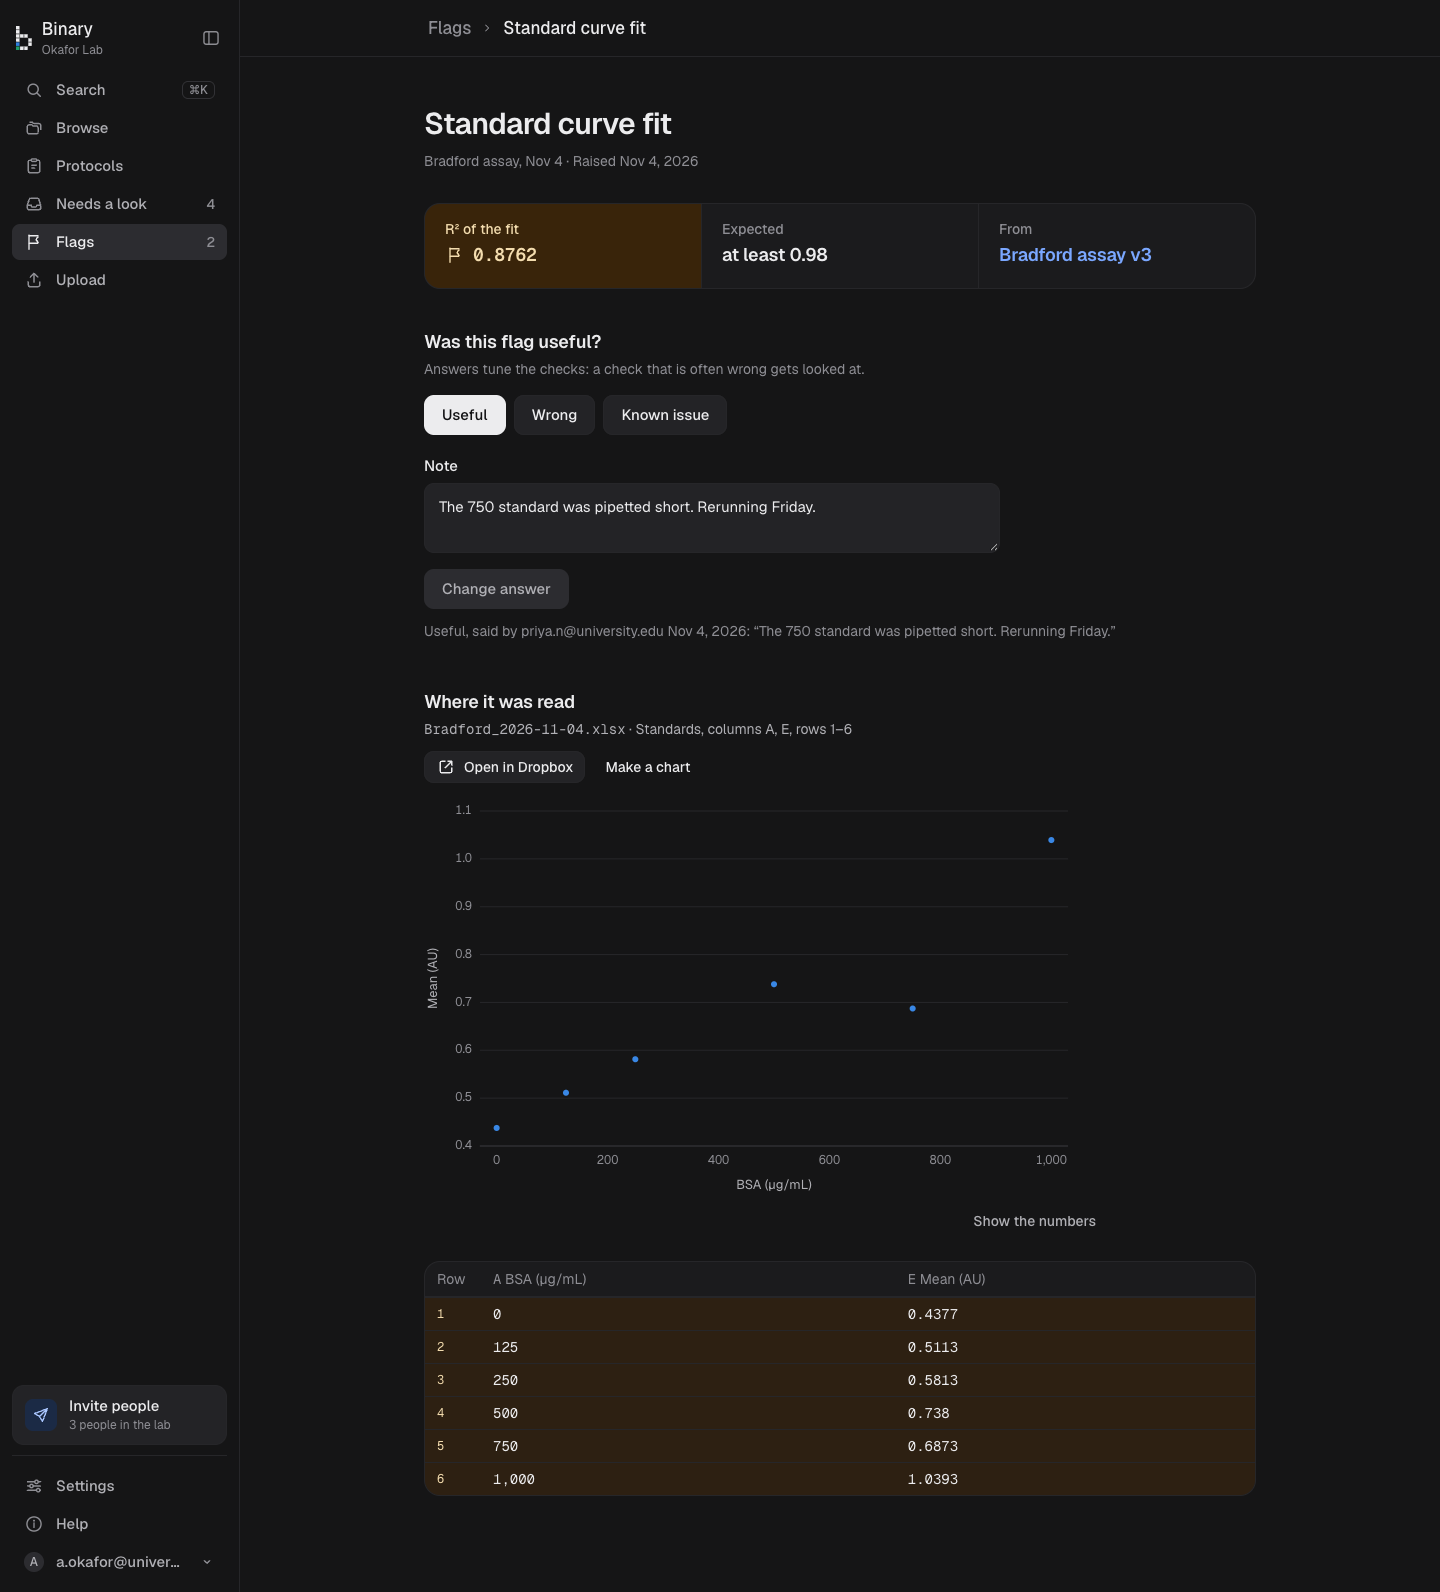 Binary
Okafor Lab
Search ⌘K
Browse
Protocols
Needs a look 4
Flags 2
Upload
Invite people
3 people in the lab
Settings
Help
A a.okafor@univer...
Flags › Standard curve fit
Standard curve fit
Bradford assay, Nov 4 · Raised Nov 4, 2026
R² of the fit
0.8762
Expected
at least 0.98
From
Bradford assay v3
Was this flag useful?
Answers tune the checks: a check that is often wrong gets looked at.
Useful Wrong Known issue
Note
The 750 standard was pipetted short. Rerunning Friday.
Change answer
Useful, said by priya.n@university.edu Nov 4, 2026: “The 750 standard was pipetted short. Rerunning Friday.”
Where it was read
Bradford_2026-11-04.xlsx · Standards, columns A, E, rows 1–6
Open in Dropbox Make a chart
1.1
1.0
0.9
0.8
0.7
0.6
0.5
0.4
Mean (AU)
0 200 400 600 800 1,000
BSA (µg/mL)
Show the numbers
Row A BSA (µg/mL) E Mean (AU)
1 0 0.4377
2 125 0.5113
3 250 0.5813
4 500 0.738
5 750 0.6873
6 1,000 1.0393